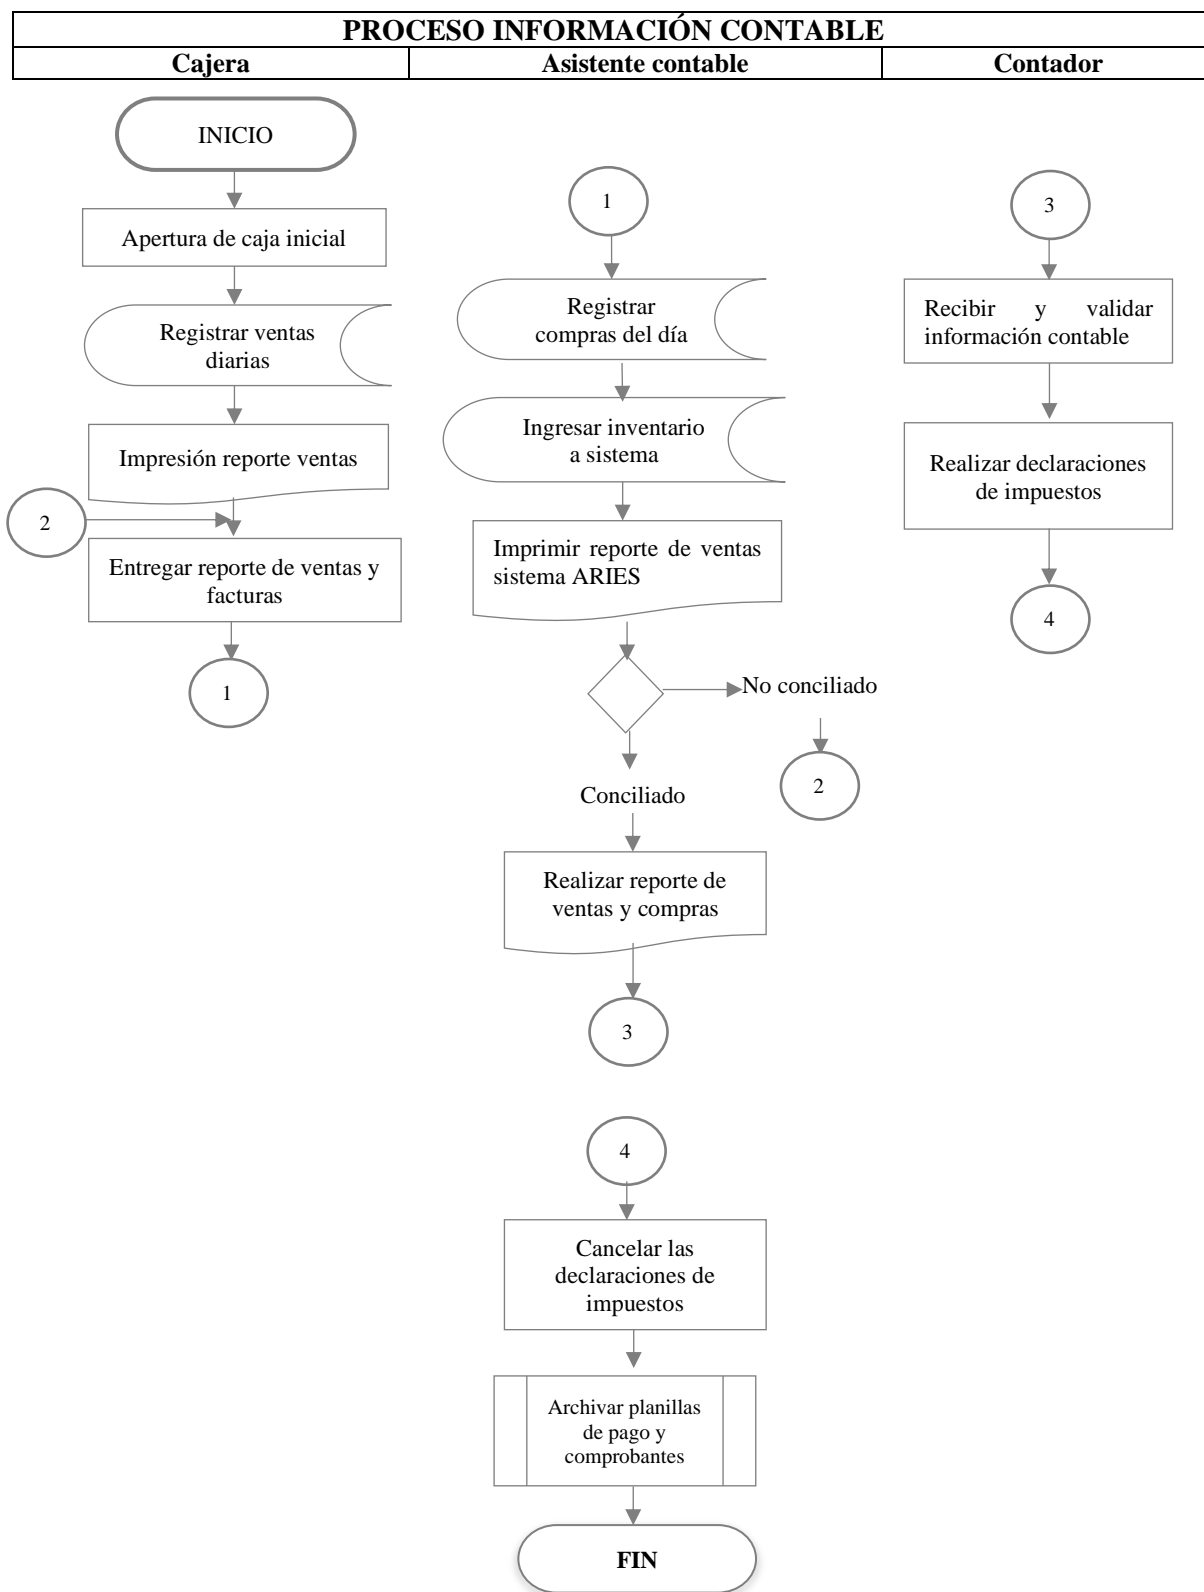 PROCESO INFORMACIÓN CONTABLE
Cajera
Asistente contable
Contador
INICIO
Apertura de caja inicial
Registrar ventas
diarias
Impresión reporte ventas
2
Entregar reporte de ventas y
facturas
1
1
Registrar
compras del día
Ingresar inventario
a sistema
Imprimir reporte de ventas
sistema ARIES
No conciliado
2
Conciliado
Realizar reporte de
ventas y compras
3
4
Cancelar las
declaraciones de
impuestos
Archivar planillas
de pago y
comprobantes
FIN
3
Recibir y validar
información contable
Realizar declaraciones
de impuestos
4